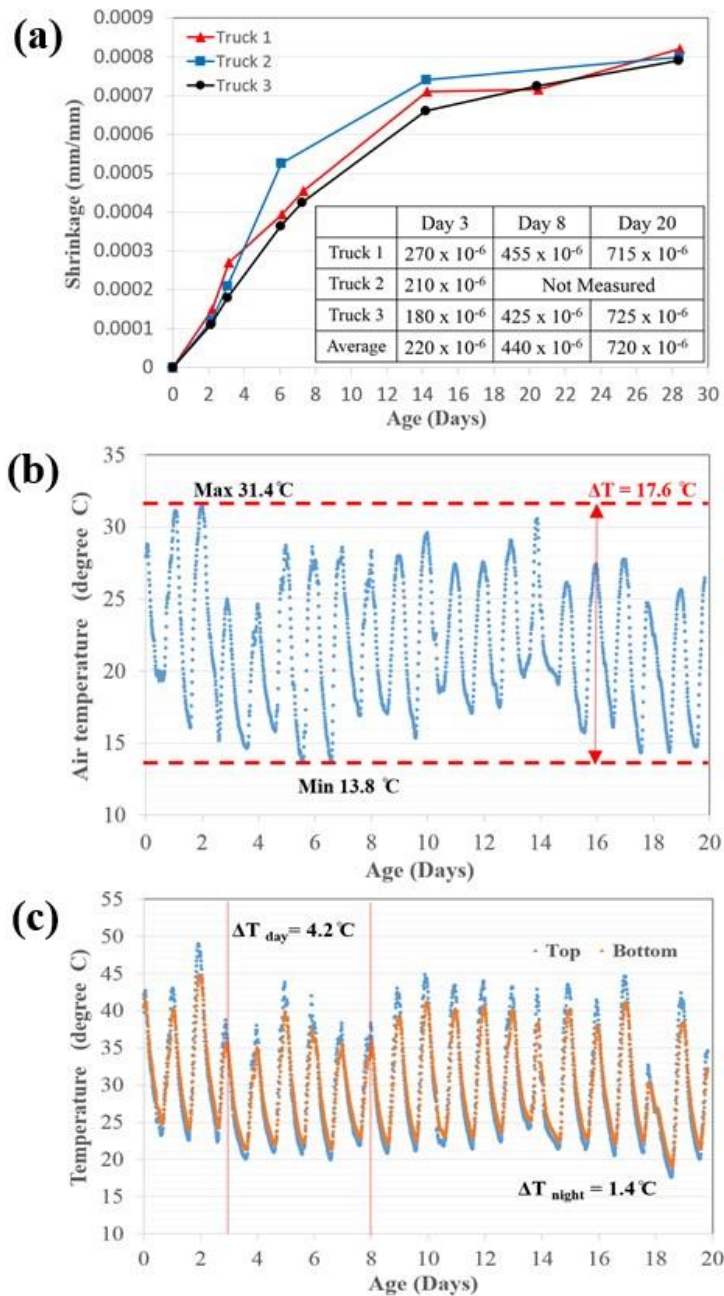 (a)
0.0009
0.0008
0.0007
0.0006
0.0005
0.0004
0.0003
0.0002
0.0001
0
Shrinkage (mm/mm)
Truck 1
Truck 2
Truck 3
Day 3 Day 8 Day 20
Truck 1 270 x 10⁻⁶ 455 x 10⁻⁶ 715 x 10⁻⁶
Truck 2 210 x 10⁻⁶ Not Measured
Truck 3 180 x 10⁻⁶ 425 x 10⁻⁶ 725 x 10⁻⁶
Average 220 x 10⁻⁶ 440 x 10⁻⁶ 720 x 10⁻⁶
0 2 4 6 8 10 12 14 16 18 20 22 24 26 28 30
Age (Days)
(b)
35
30
25
20
15
10
Air temperature (degree C)
Max 31.4℃
ΔT = 17.6 ℃
Min 13.8 ℃
0 2 4 6 8 10 12 14 16 18 20
Age (Days)
(c)
55
50
45
40
35
30
25
20
15
10
Temperature (degree C)
ΔT day = 4.2℃
Top Bottom
ΔT night = 1.4℃
0 2 4 6 8 10 12 14 16 18 20
Age (Days)